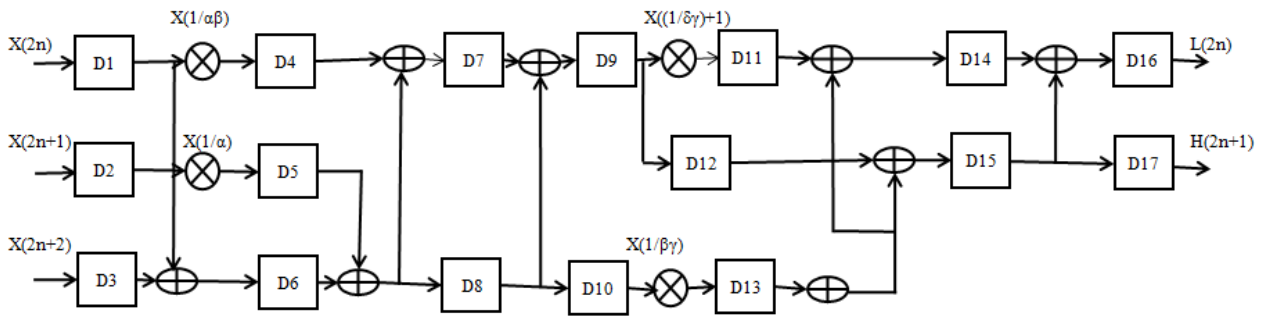 X(1/αβ)
X((1/δγ)+1)
X(2n)
L(2n)
D1
D4
D7
D9
D11
D14
D16
X(2n+1)
X(1/α)
H(2n+1)
D2
D5
D12
D15
D17
X(2n+2)
X(1/βγ)
D3
D6
D8
D10
D13